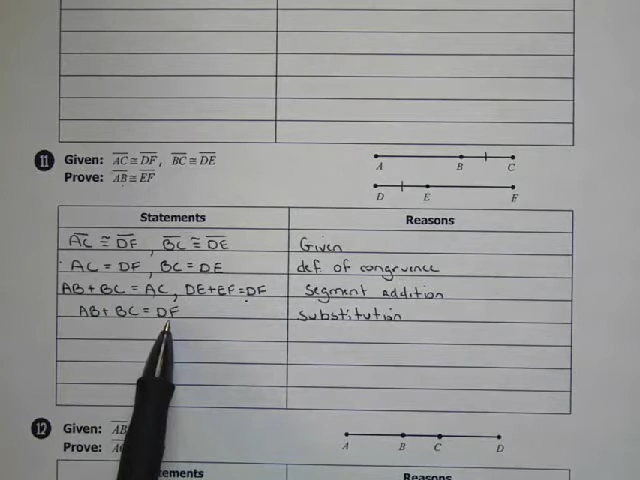 11 Given: AC ≅ DF, BC ≅ DE
Prove: AB ≅ EF
A B C
D E F
Statements Reasons
AC ≅ DF, BC ≅ DE Given
AC = DF, BC = DE def. of congruence
AB + BC = AC, DE + EF = DF segment addition
AB + BC = DF substitution
12 Given: AB
Prove:
A B C D
Reasons